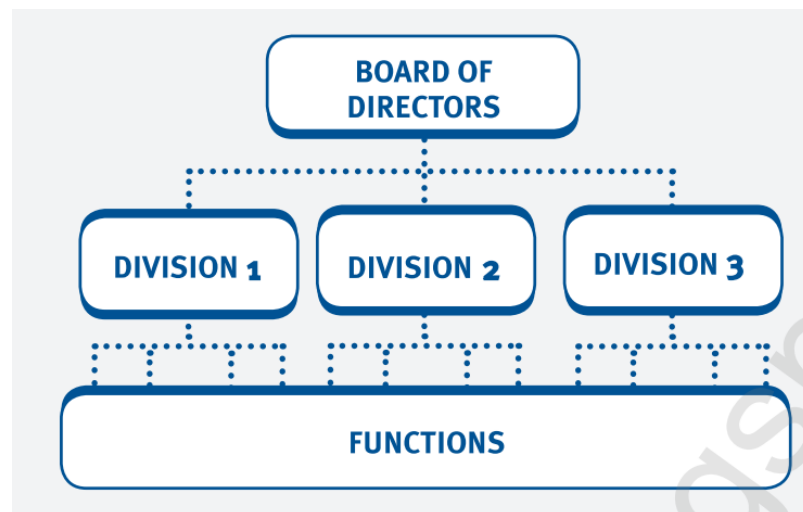 BOARD OF
DIRECTORS
DIVISION 1
DIVISION 2
DIVISION 3
FUNCTIONS